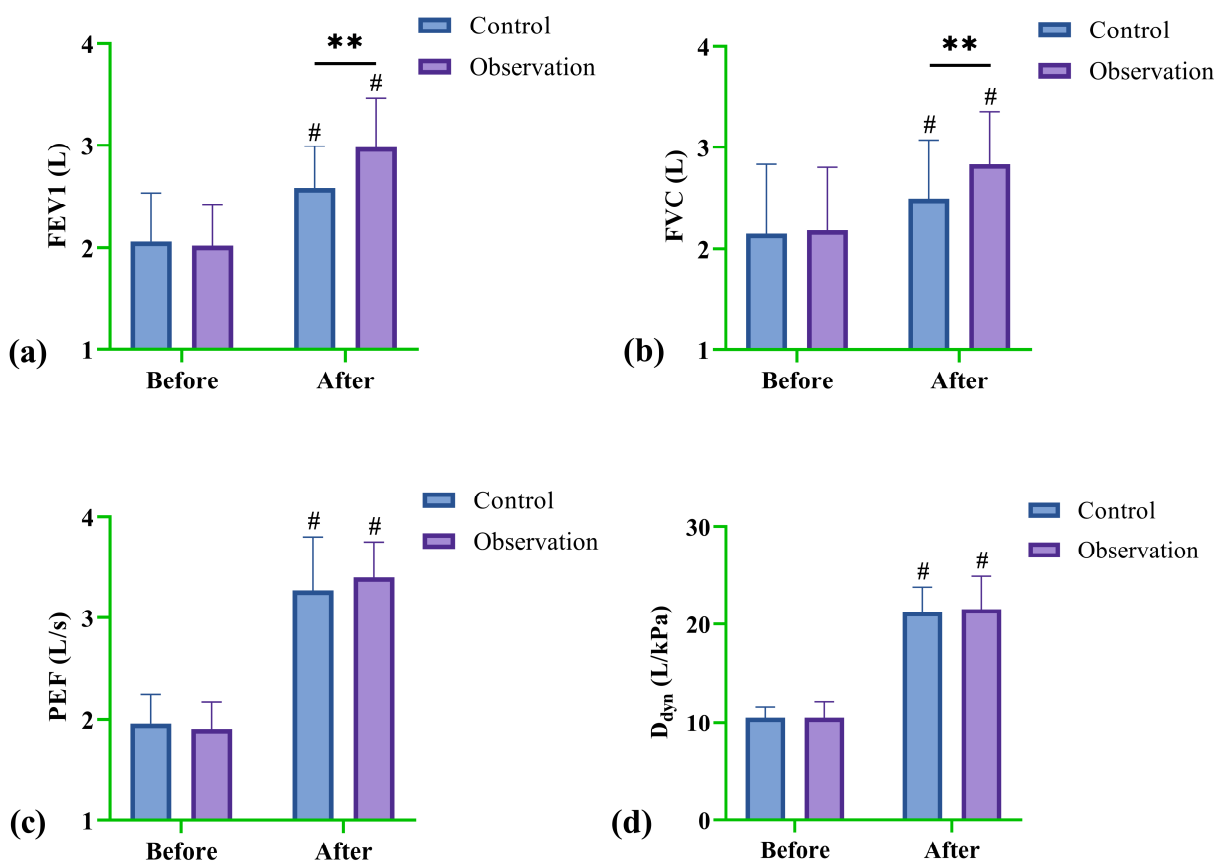 Control
Observation
**
#
#
4
3
2
1
FEV1 (L)
Before
After
(a)
Control
Observation
**
#
#
4
3
2
1
FVC (L)
Before
After
(b)
Control
Observation
#
#
4
3
2
1
PEF (L/s)
Before
After
(c)
Control
Observation
#
#
30
20
10
0
Ddyn (L/kPa)
Before
After
(d)